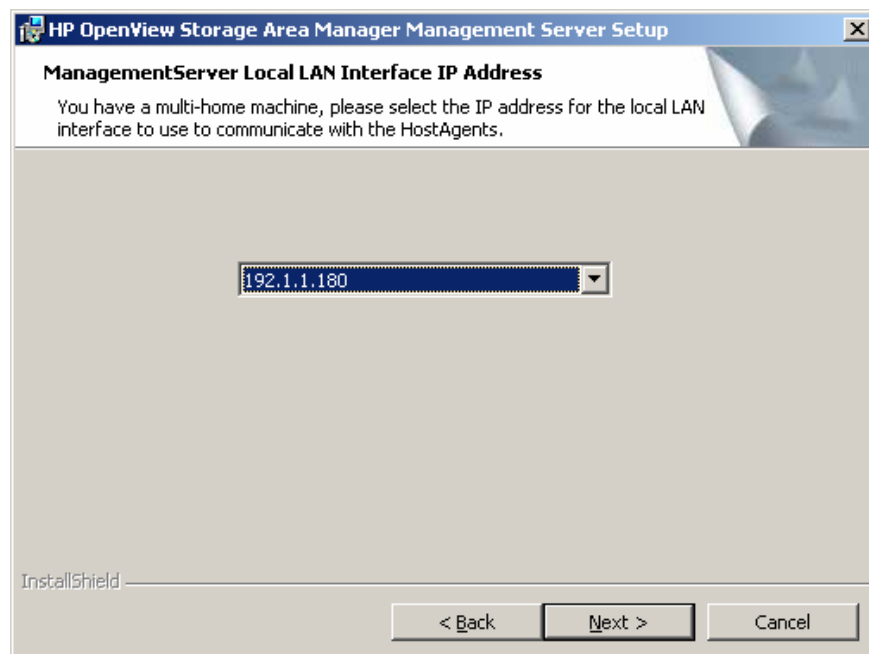 HP OpenView Storage Area Manager Management Server Setup
ManagementServer Local LAN Interface IP Address
You have a multi-home machine, please select the IP address for the local LAN
interface to use to communicate with the HostAgents.
192.1.1.180
InstallShield
< Back Next > Cancel